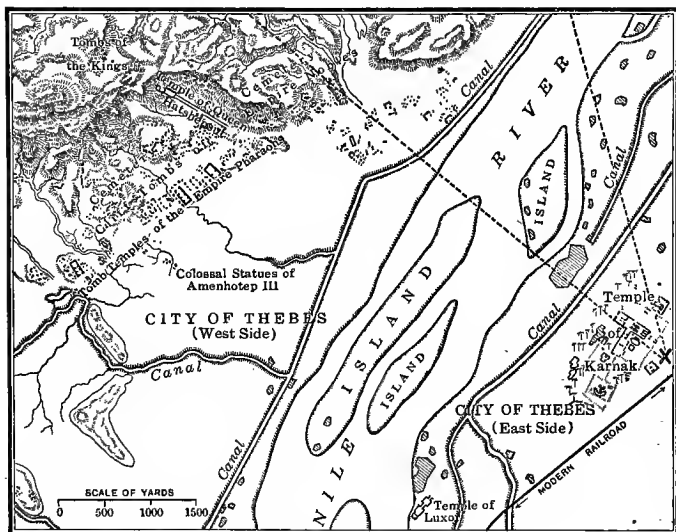 Tombs of
the Kings
Temple of Queen
Hatshepsut
Cemetery
Canal
RIVER
ISLAND
Canal
Tomb Temples of the Empire Pharaohs
Colossal Statues of
Amenhotep III
CITY OF THEBES
(West Side)
Canal
ISLAND
ISLAND
Canal
Temple
of
Karnak
CITY OF THEBES
(East Side)
MODERN RAILROAD
Canal
NILE
Temple of
Luxor
SCALE OF YARDS
0 500 1000 1500